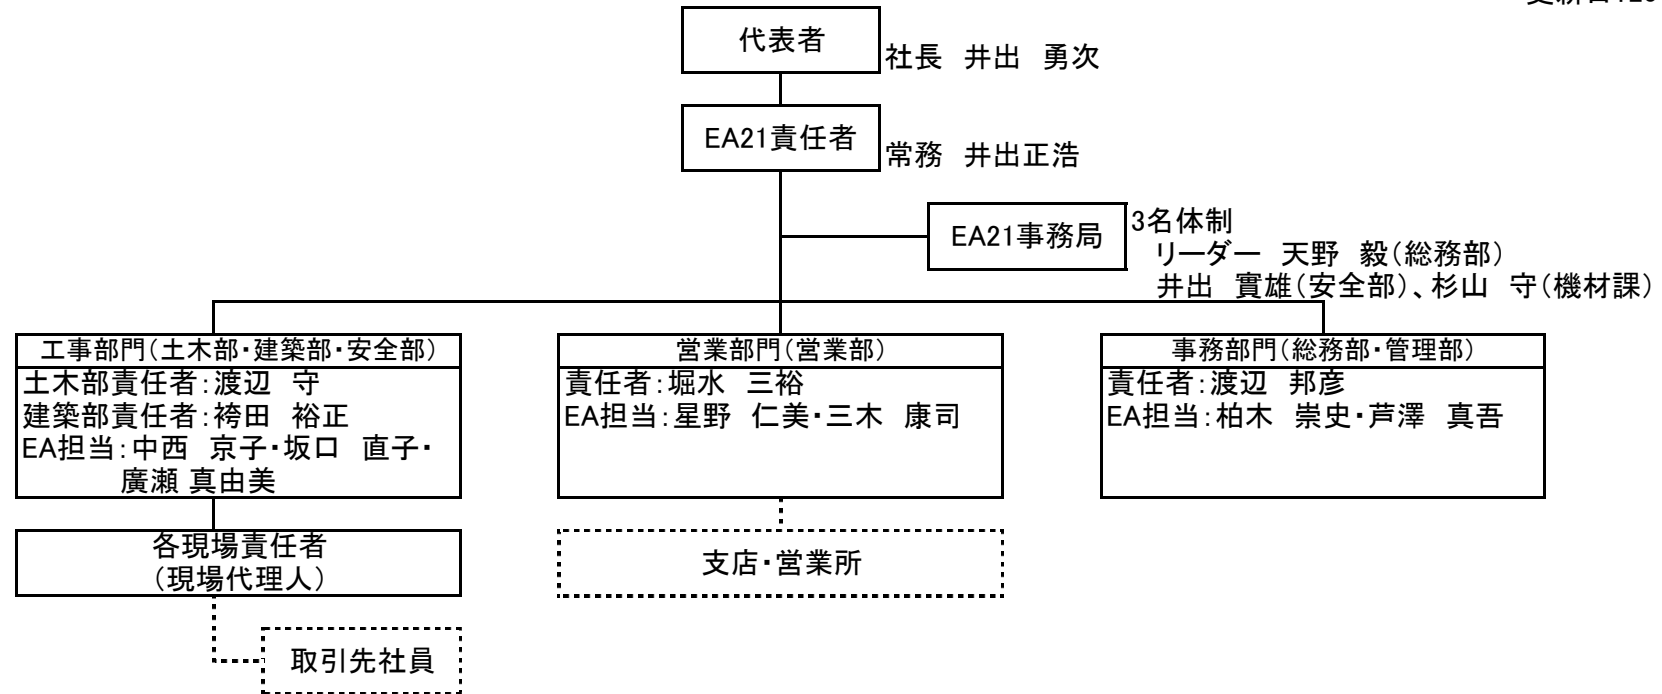 代表者
社長　井出　勇次
EA21責任者
常務　井出正浩
EA21事務局
3名体制
リーダー　天野　毅（総務部）
井出　實雄（安全部）、杉山　守（機材課）
工事部門（土木部・建築部・安全部）
土木部責任者：渡辺　守
建築部責任者：袴田　裕正
EA担当：中西　京子・坂口　直子・
廣瀬 真由美
営業部門（営業部）
責任者：堀水　三裕
EA担当：星野　仁美・三木　康司
事務部門（総務部・管理部）
責任者：渡辺　邦彦
EA担当：柏木　崇史・芦澤　真吾
各現場責任者
（現場代理人）
支店・営業所
取引先社員